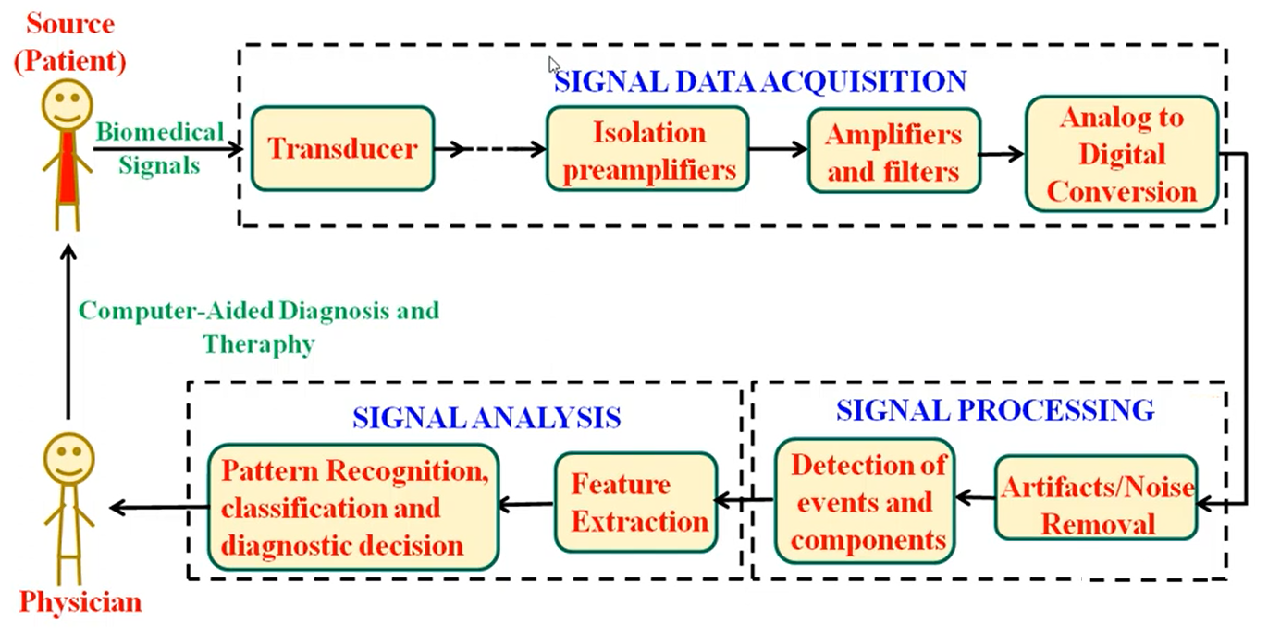 Source
(Patient)
Biomedical
Signals
SIGNAL DATA ACQUISITION
Transducer
Isolation
preamplifiers
Amplifiers
and filters
Analog to
Digital
Conversion
Computer-Aided Diagnosis and
Theraphy
SIGNAL ANALYSIS
Pattern Recognition,
classification and
diagnostic decision
Feature
Extraction
SIGNAL PROCESSING
Detection of
events and
components
Artifacts/Noise
Removal
Physician